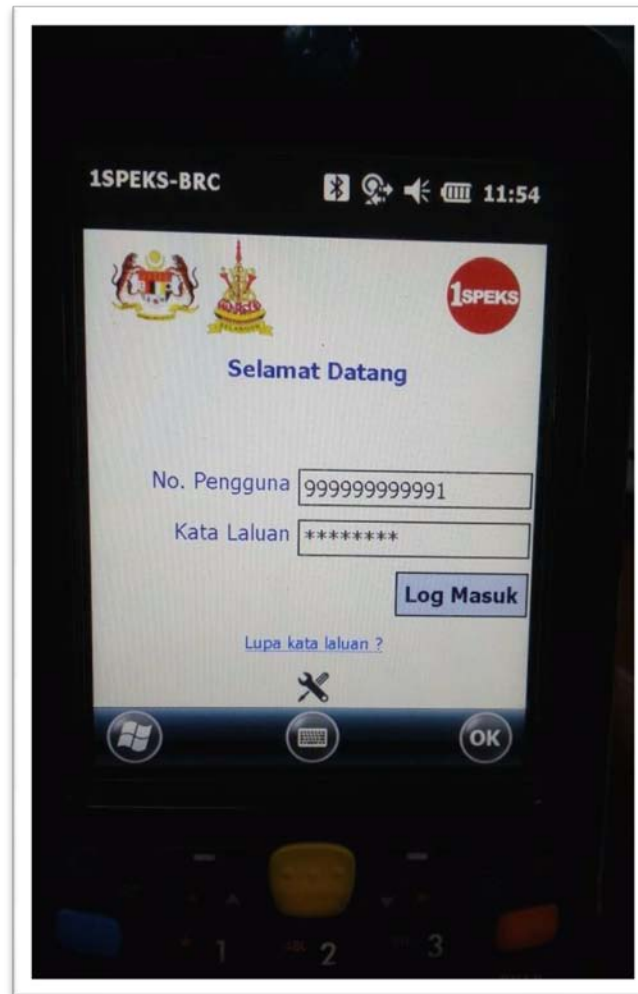 1SPEKS-BRC 11:54
SELANGOR
1SPEKS
Selamat Datang
No. Pengguna 999999999991
Kata Laluan ********
Log Masuk
Lupa kata laluan ?
OK
1 2 3